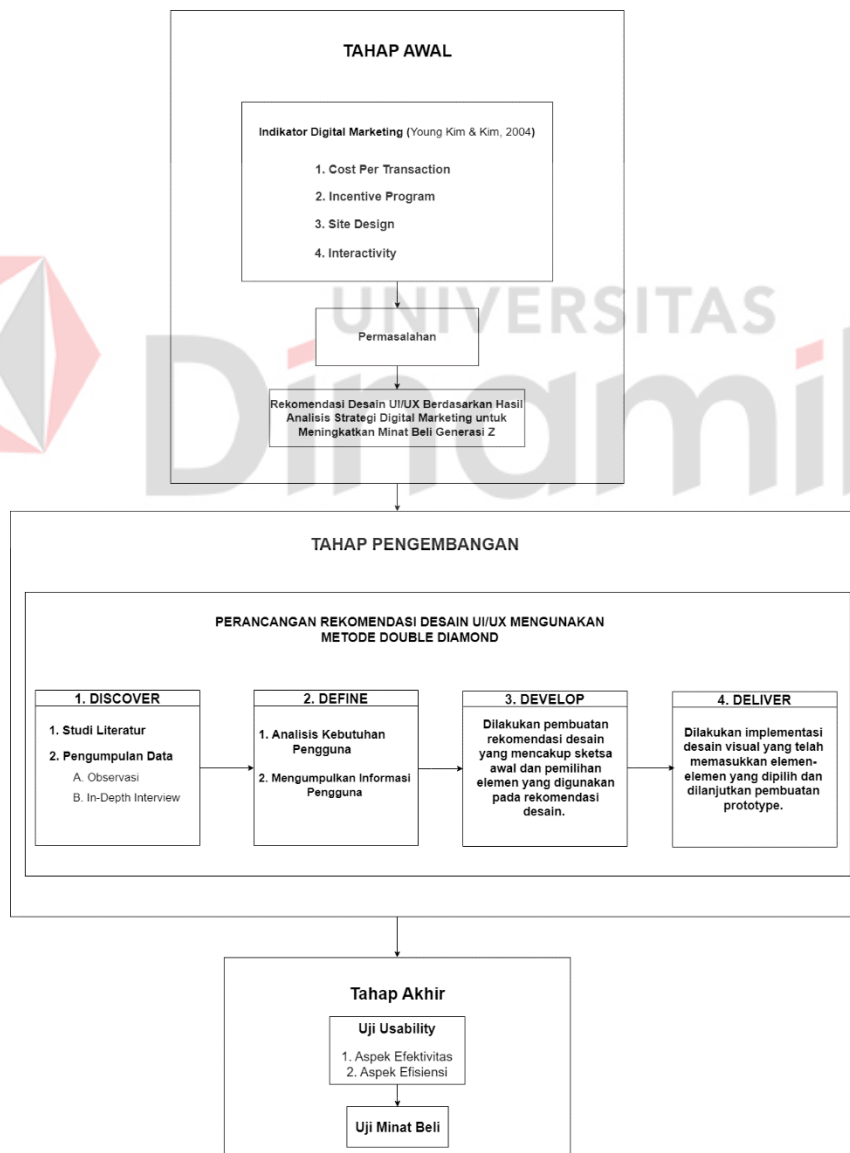 TAHAP AWAL
Indikator Digital Marketing (Young Kim & Kim, 2004)
1. Cost Per Transaction
2. Incentive Program
3. Site Design
4. Interactivity
UNIVERSITAS
Dinamik
Permasalahan
Rekomendasi Desain UI/UX Berdasarkan Hasil
Analisis Strategi Digital Marketing untuk
Meningkatkan Minat Beli Generasi Z
TAHAP PENGEMBANGAN
PERANCANGAN REKOMENDASI DESAIN UI/UX MENGUNAKAN
METODE DOUBLE DIAMOND
1. DISCOVER
1. Studi Literatur
2. Pengumpulan Data
A. Observasi
B. In-Depth Interview
2. DEFINE
1. Analisis Kebutuhan
Pengguna
2. Mengumpulkan Informasi
Pengguna
3. DEVELOP
Dilakukan pembuatan
rekomendasi desain
yang mencakup sketsa
awal dan pemilihan
elemen yang digunakan
pada rekomendasi
desain.
4. DELIVER
Dilakukan implementasi
desain visual yang telah
memasukkan elemen-
elemen yang dipilih dan
dilanjutkan pembuatan
prototype.
Tahap Akhir
Uji Usability
1. Aspek Efektivitas
2. Aspek Efisiensi
Uji Minat Beli